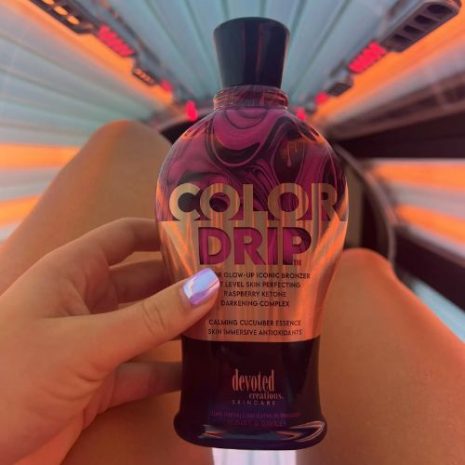 COLOR
DRIP™
GLOW-UP ICONIC BRONZER
LEVEL SKIN PERFECTING
RASPBERRY KETONE
DARKENING COMPLEX
CALMING CUCUMBER ESSENCE
SKIN IMMERSIVE ANTIOXIDANTS
devoted
creations.
SKINCARE